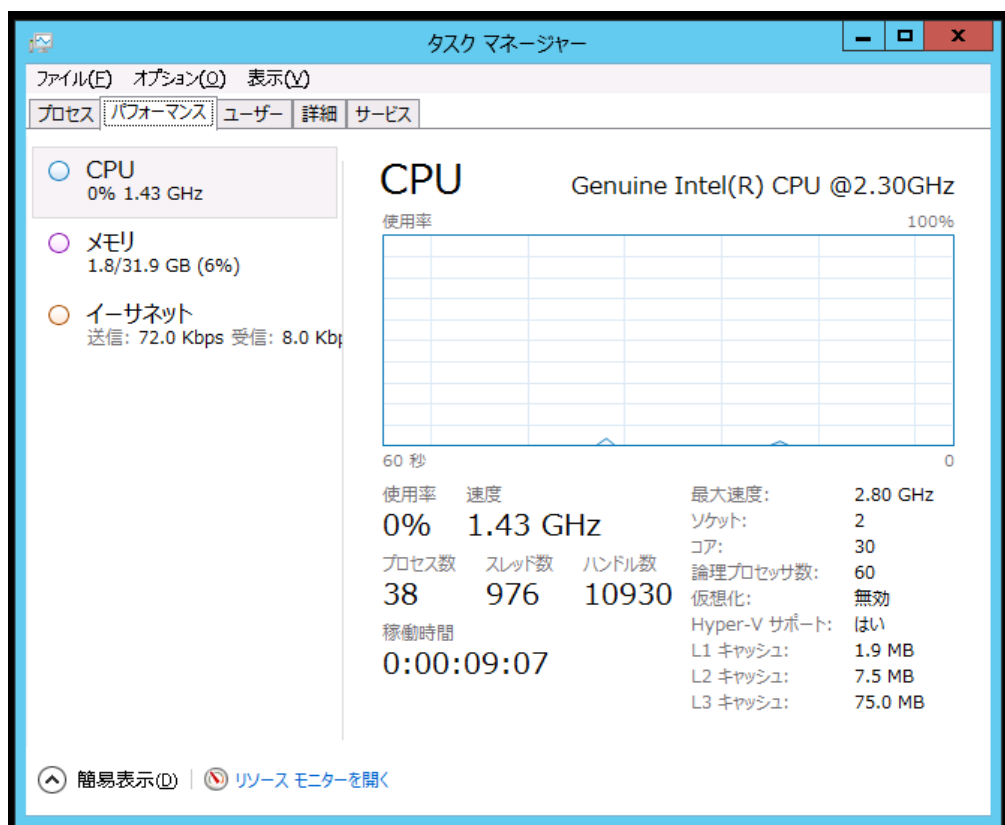 タスク マネージャー
ファイル(F) オプション(O) 表示(V)
プロセス パフォーマンス ユーザー 詳細 サービス
CPU
0% 1.43 GHz
メモリ
1.8/31.9 GB (6%)
イーサネット
送信: 72.0 Kbps 受信: 8.0 Kbp
CPU
Genuine Intel(R) CPU @2.30GHz
使用率 100%
60 秒 0
使用率 速度
0% 1.43 GHz
プロセス数 スレッド数 ハンドル数
38 976 10930
稼働時間
0:00:09:07
最大速度: 2.80 GHz
ソケット: 2
コア: 30
論理プロセッサ数: 60
仮想化: 無効
Hyper-V サポート: はい
L1 キャッシュ: 1.9 MB
L2 キャッシュ: 7.5 MB
L3 キャッシュ: 75.0 MB
簡易表示(D) リソース モニターを開く